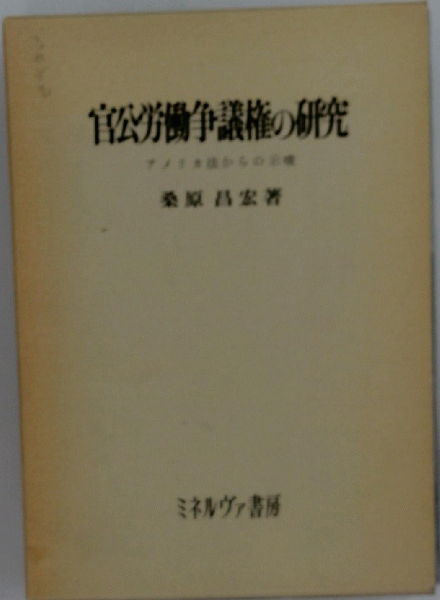 官公労働争議権の研究
アメリカ法からの示唆
桑原昌宏著
ミネルヴァ書房